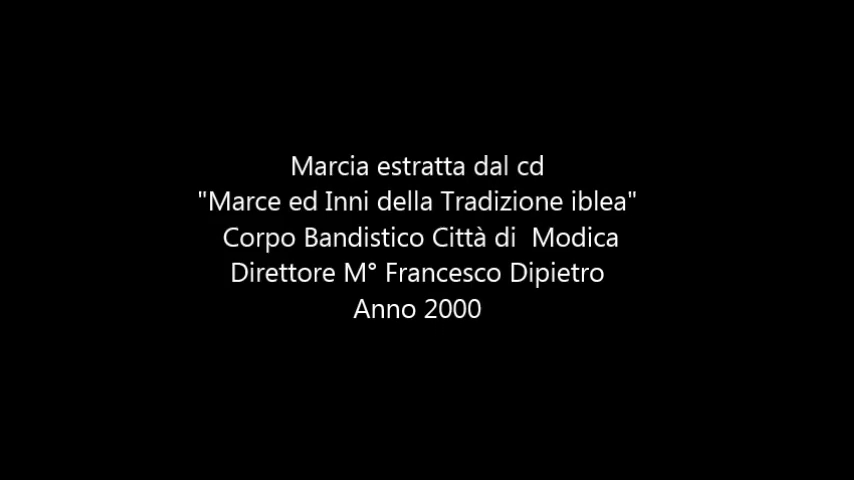 Marcia estratta dal cd
"Marce ed Inni della Tradizione iblea"
Corpo Bandistico Città di  Modica
Direttore M° Francesco Dipietro
Anno 2000